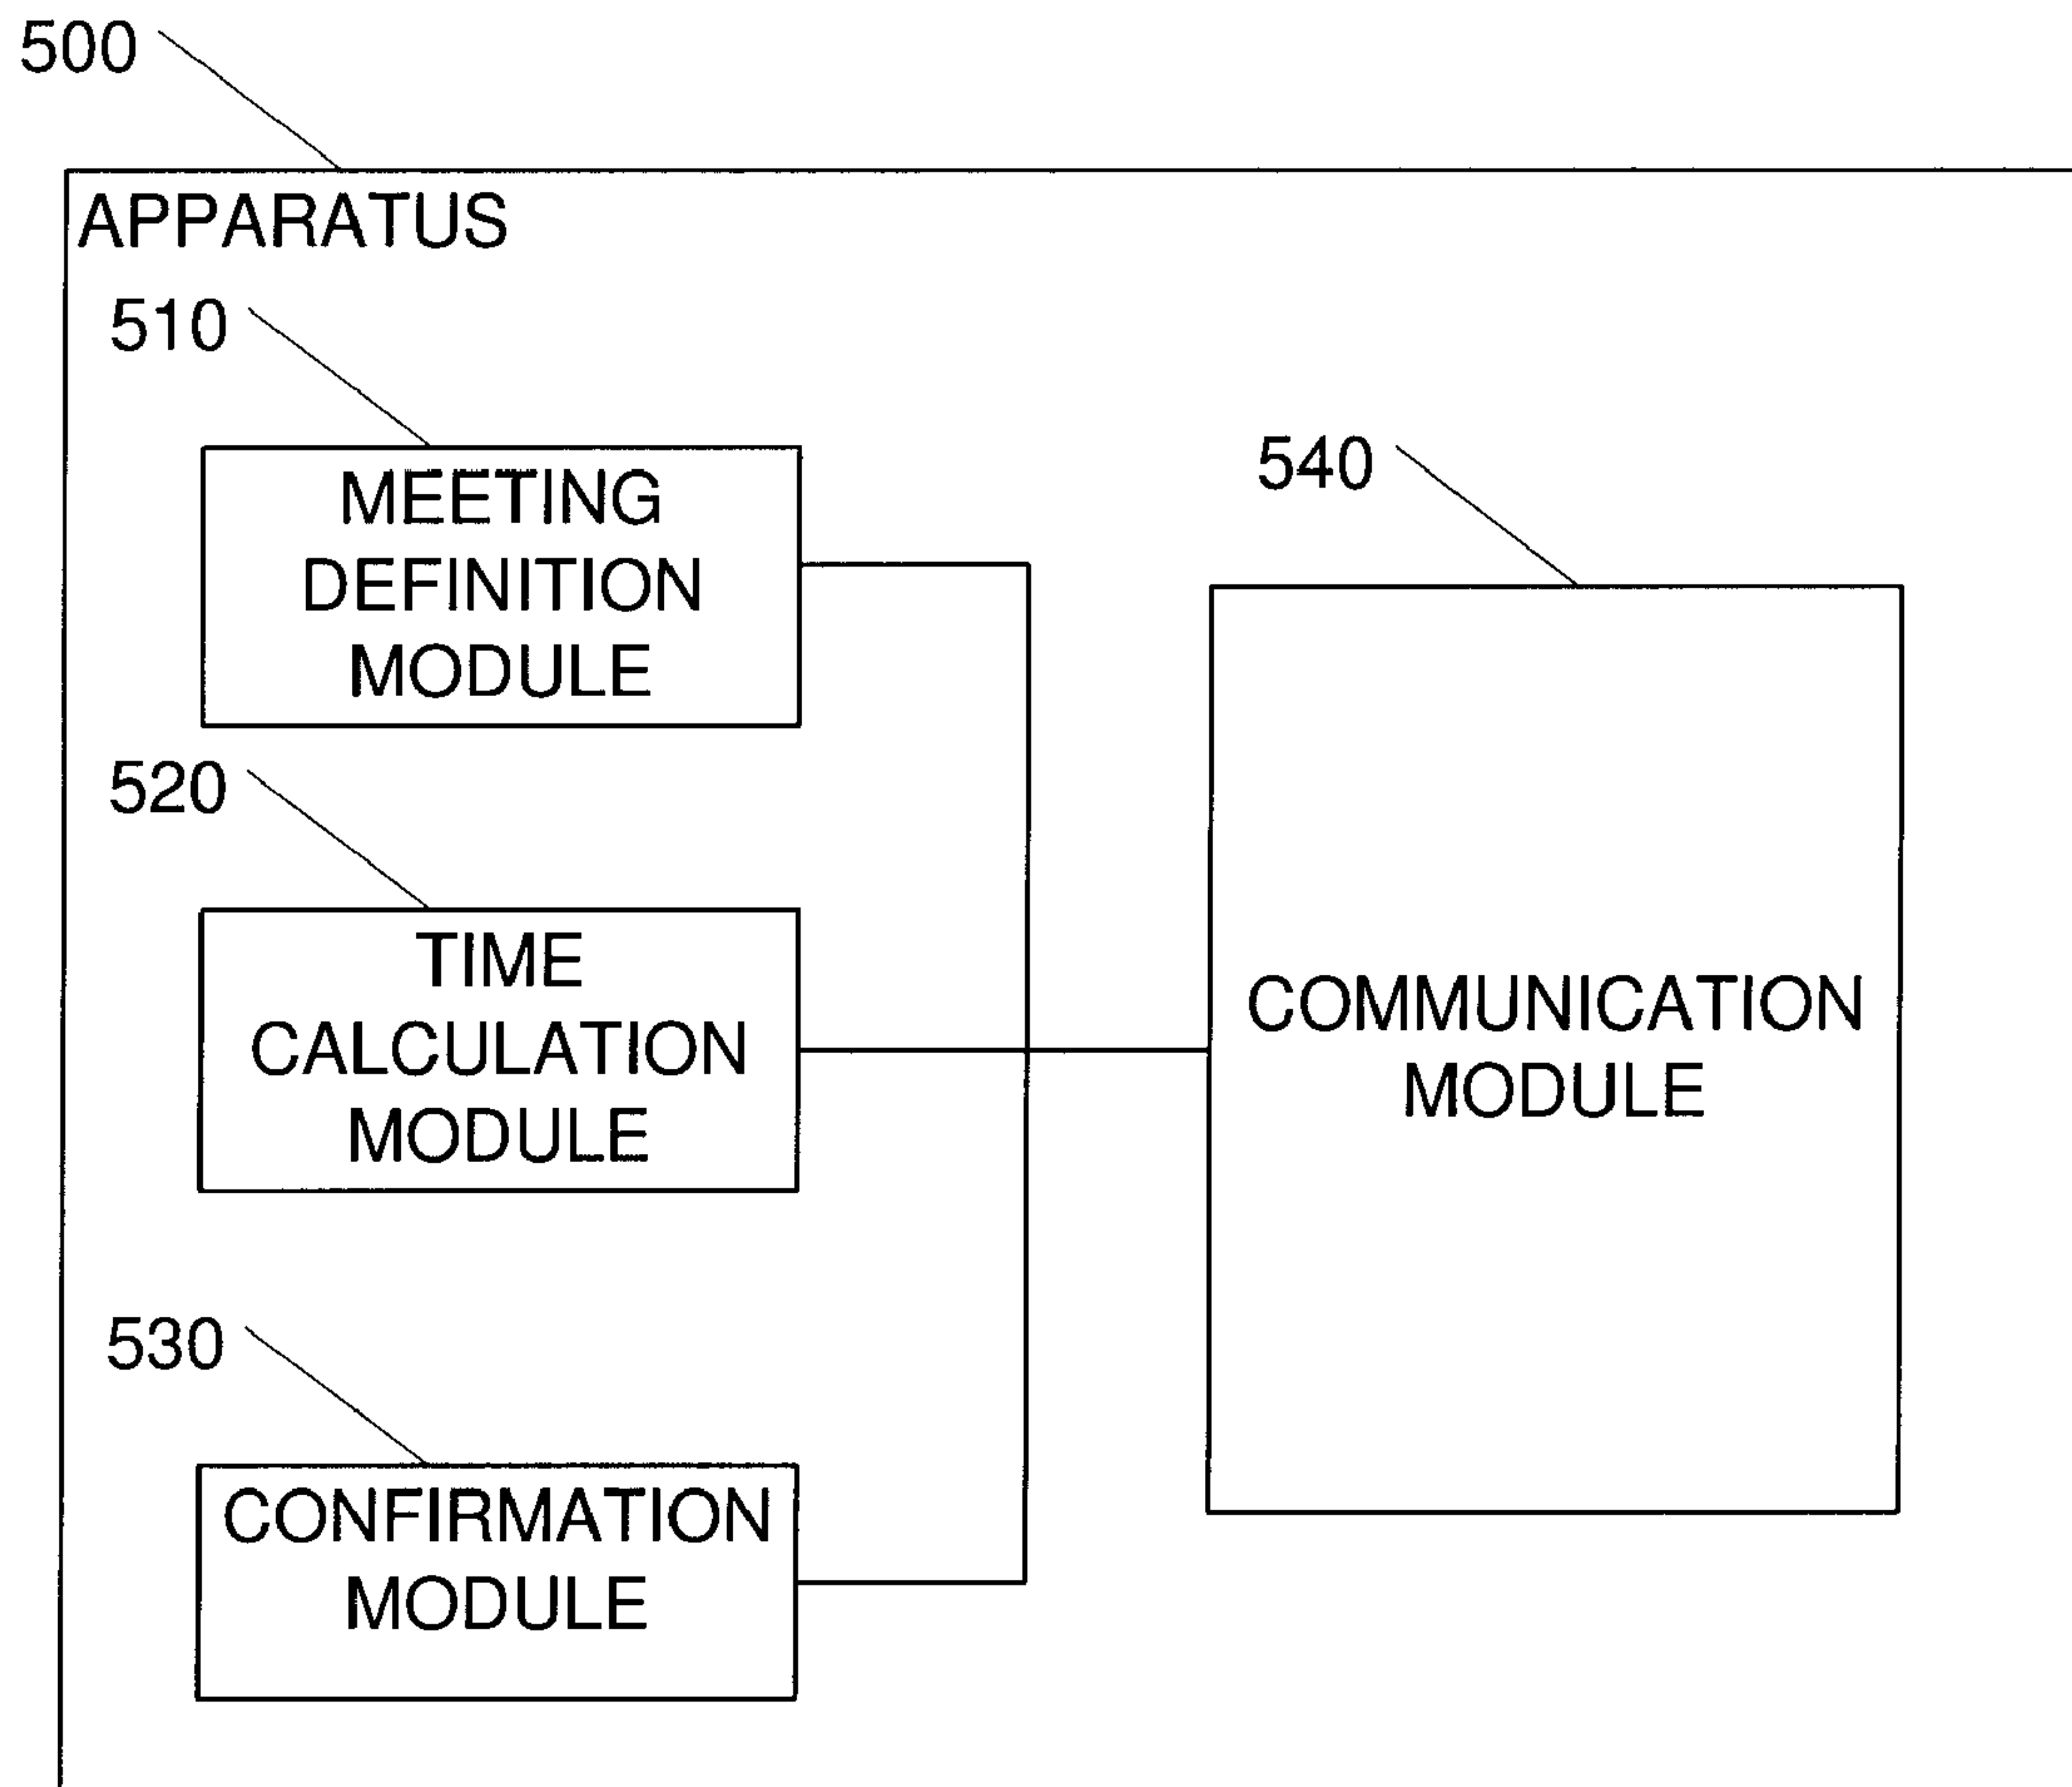 500
APPARATUS
510
MEETING
DEFINITION
MODULE
520
TIME
CALCULATION
MODULE
530
CONFIRMATION
MODULE
540
COMMUNICATION
MODULE